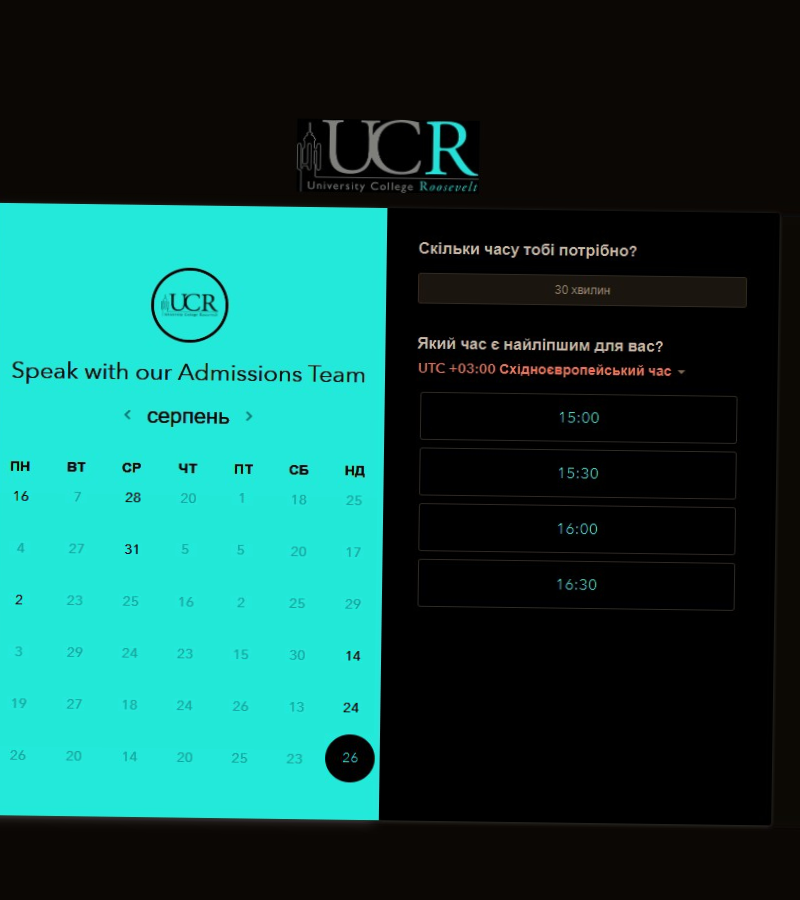 UCR
University College Roosevelt
UCR
University College Roosevelt
Speak with our Admissions Team
серпень
ПН ВТ СР ЧТ ПТ СБ НД
16 7 28 20 1 18 25
4 27 31 5 5 20 17
2 23 25 16 2 25 29
3 29 24 23 15 30 14
19 27 18 24 26 13 24
26 20 14 20 25 23 26
Скільки часу тобі потрібно?
30 хвилин
Який час є найліпшим для вас?
UTC +03:00 Східноєвропейський час
15:00
15:30
16:00
16:30